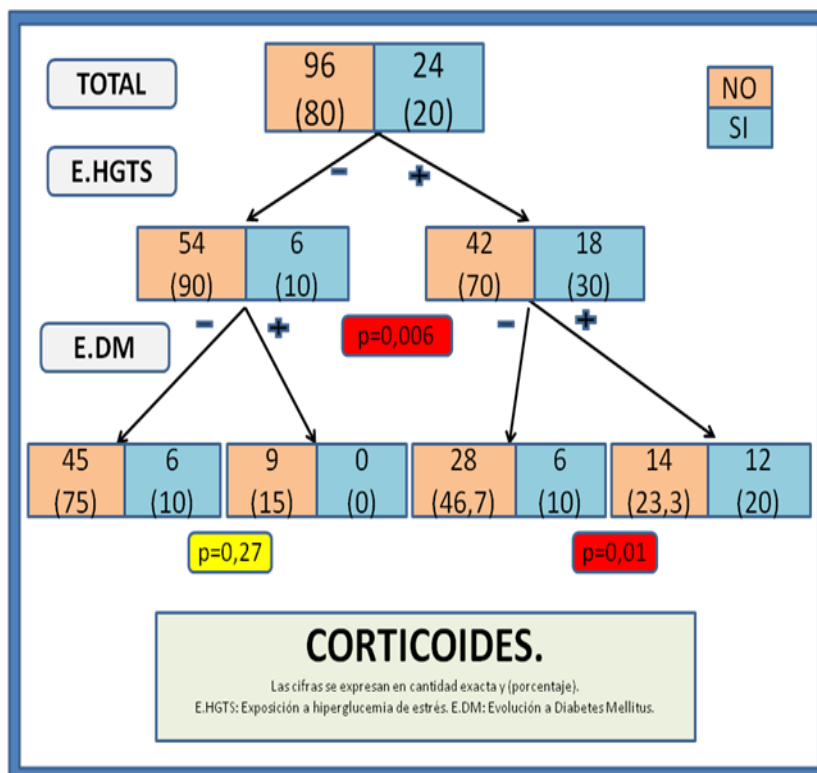 TOTAL
96 24
(80) (20)
NO
SI
E.HGTS
- +
54 6 42 18
(90) (10) (70) (30)
- + - +
E.DM
p=0,006
45 6 9 0 28 6 14 12
(75) (10) (15) (0) (46,7) (10) (23,3) (20)
p=0,27 p=0,01
CORTICOIDES.
Las cifras se expresan en cantidad exacta y (porcentaje).
E.HGTS: Exposición a hiperglucemia de estrés. E.DM: Evolución a Diabetes Mellitus.